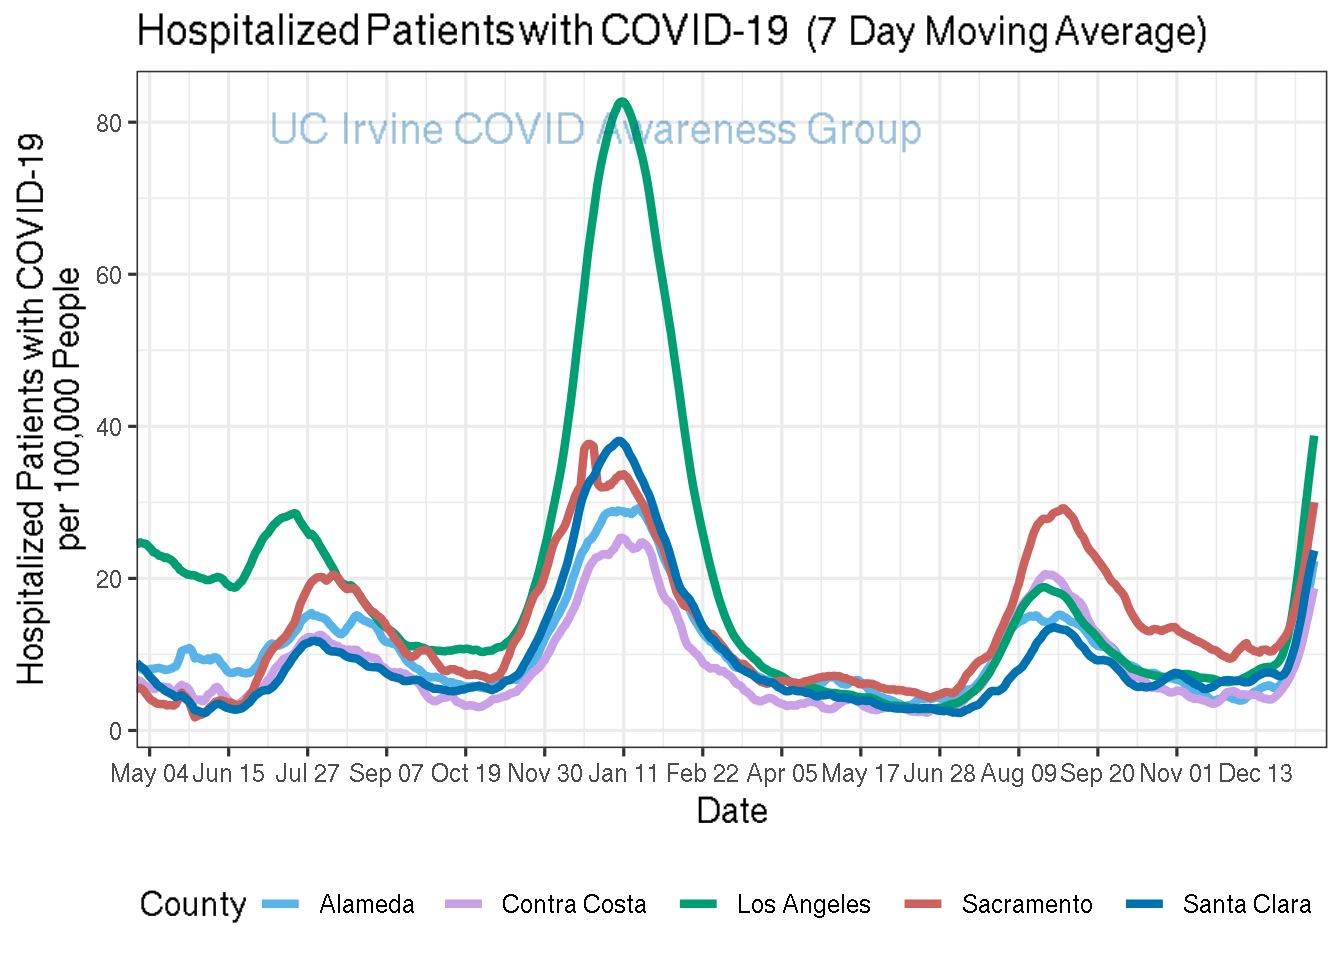 Hospitalized Patients with COVID-19 (7 Day Moving Average)
UC Irvine COVID Awareness Group
Hospitalized Patients with COVID-19
per 100,000 People
80
60
40
20
0
May 04 Jun 15 Jul 27 Sep 07 Oct 19 Nov 30 Jan 11 Feb 22 Apr 05 May 17 Jun 28 Aug 09 Sep 20 Nov 01 Dec 13
Date
County Alameda Contra Costa Los Angeles Sacramento Santa Clara